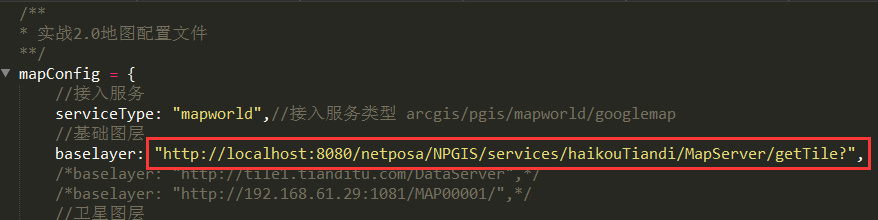 /**
* 实战2.0地图配置文件
**/
mapConfig = {
//接入服务
serviceType: "mapworld",//接入服务类型 arcgis/pgis/mapworld/googlemap
//基础图层
baselayer: "http://localhost:8080/netposa/NPGIS/services/haikouTiandi/MapServer/getTile?",
/*baselayer: "http://tile1.tianditu.com/DataServer",*/
/*baselayer: "http://192.168.61.29:1081/MAP00001/",*/
//卫星图层